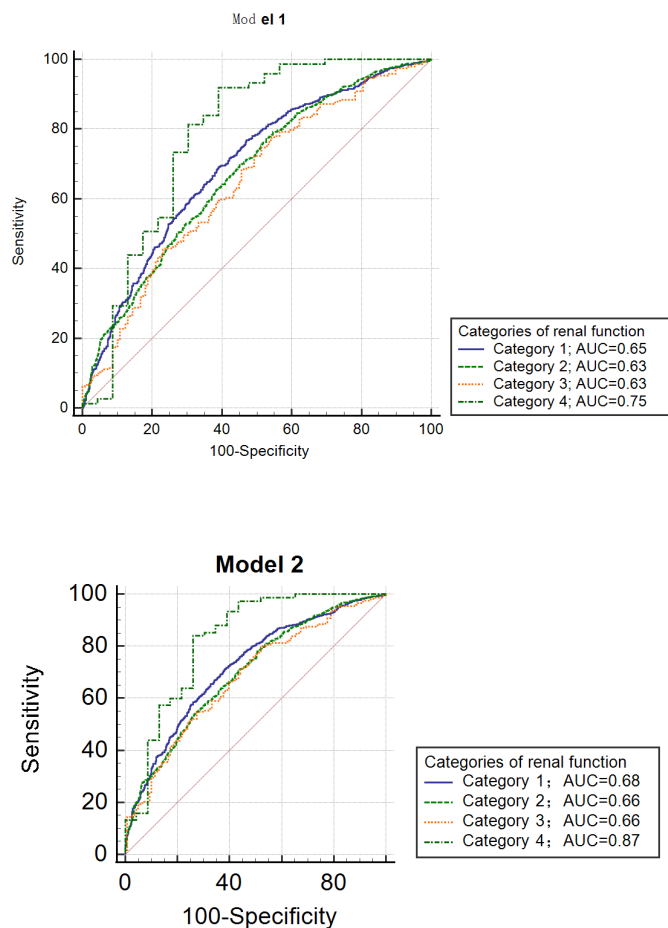 Mod el 1
100
80
60
40
20
0
Sensitivity
0 20 40 60 80 100
100-Specificity
Categories of renal function
Category 1; AUC=0.65
Category 2; AUC=0.63
Category 3; AUC=0.63
Category 4; AUC=0.75
Model 2
100
80
60
40
20
0
Sensitivity
0 40 80
100-Specificity
Categories of renal function
Category 1； AUC=0.68
Category 2； AUC=0.66
Category 3； AUC=0.66
Category 4； AUC=0.87